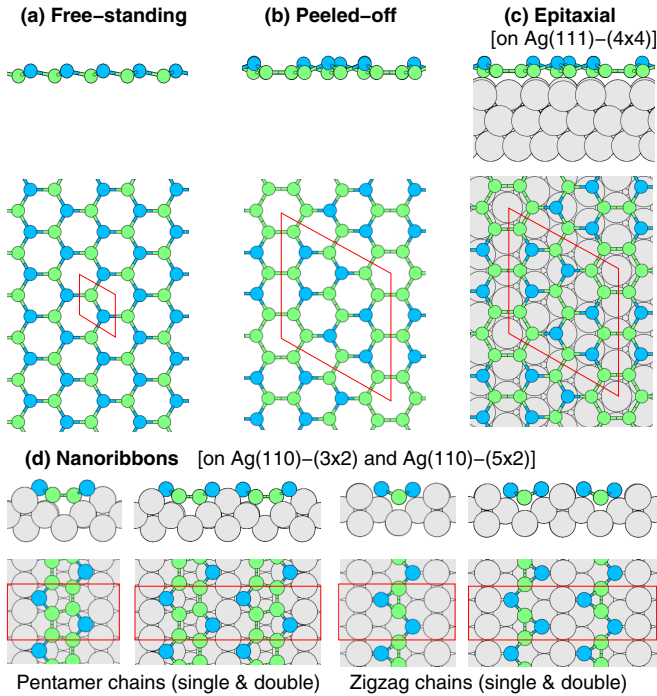 (a) Free−standing
(b) Peeled−off
(c) Epitaxial
[on Ag(111)−(4x4)]
(d) Nanoribbons [on Ag(110)−(3x2) and Ag(110)−(5x2)]
Pentamer chains (single & double)
Zigzag chains (single & double)